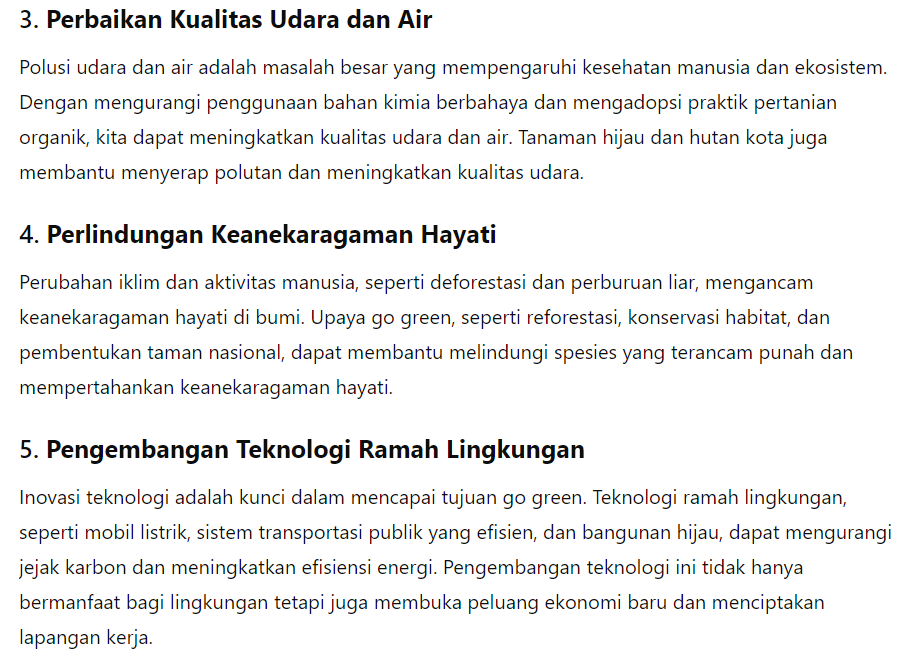 3. Perbaikan Kualitas Udara dan Air
Polusi udara dan air adalah masalah besar yang mempengaruhi kesehatan manusia dan ekosistem.
Dengan mengurangi penggunaan bahan kimia berbahaya dan mengadopsi praktik pertanian
organik, kita dapat meningkatkan kualitas udara dan air. Tanaman hijau dan hutan kota juga
membantu menyerap polutan dan meningkatkan kualitas udara.
4. Perlindungan Keanekaragaman Hayati
Perubahan iklim dan aktivitas manusia, seperti deforestasi dan perburuan liar, mengancam
keanekaragaman hayati di bumi. Upaya go green, seperti reforestasi, konservasi habitat, dan
pembentukan taman nasional, dapat membantu melindungi spesies yang terancam punah dan
mempertahankan keanekaragaman hayati.
5. Pengembangan Teknologi Ramah Lingkungan
Inovasi teknologi adalah kunci dalam mencapai tujuan go green. Teknologi ramah lingkungan,
seperti mobil listrik, sistem transportasi publik yang efisien, dan bangunan hijau, dapat mengurangi
jejak karbon dan meningkatkan efisiensi energi. Pengembangan teknologi ini tidak hanya
bermanfaat bagi lingkungan tetapi juga membuka peluang ekonomi baru dan menciptakan
lapangan kerja.